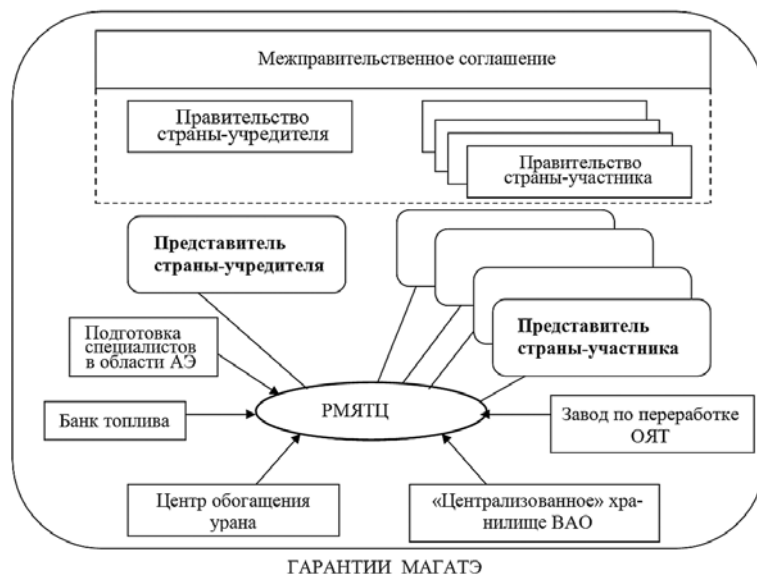 Межправительственное соглашение
Правительство
страны-учредителя
Правительство
страны-участника
Представитель
страны-учредителя
Представитель
страны-участника
Подготовка
специалистов
в области АЭ
РМЯТЦ
Банк топлива
Завод по переработке
ОЯТ
Центр обогащения
урана
«Централизованное» хра-
нилище ВАО
ГАРАНТИИ МАГАТЭ